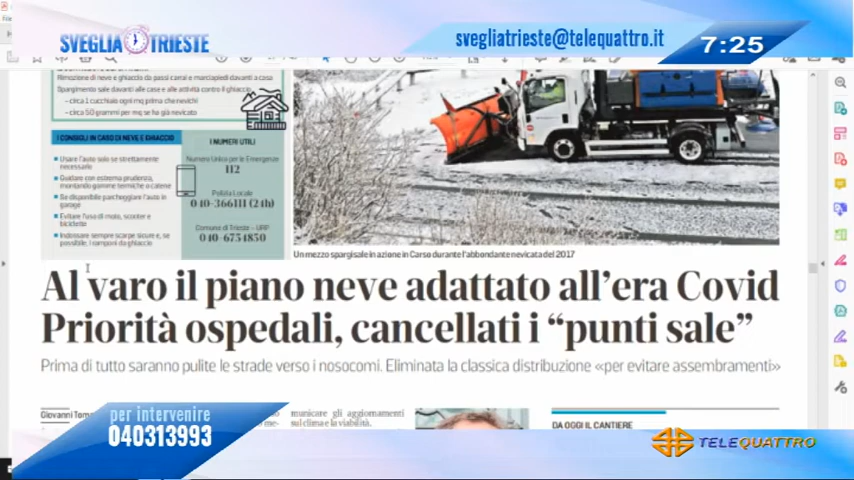 SVEGLIA TRIESTE
svegliatrieste@telequattro.it
7:25
Rimozione di neve e ghiaccio da passi carrai e marciapiedi davanti a casa
Spargimento sale davanti alle case e alle attività contro il ghiaccio
– circa 1 cucchiaio ogni mq prima che nevichi
– circa 50 grammi per mq se ha già nevicato
I CONSIGLI IN CASO DI NEVE E GHIACCIO
Usare l'auto solo se strettamente
necessario
Guidare con estrema prudenza,
montando gomme termiche o catene
Se disponibile parcheggiare l'auto in
garage
Evitare l'uso di moto, scooter e
biciclette
Indossare sempre scarpe sicure e, se
possibile, i ramponi da ghiaccio
I NUMERI UTILI
Numero Unico per le Emergenze
112
Polizia Locale
040-366111 (24h)
Comune di Trieste - URP
040-6754850
Un mezzo spargisale in azione in Carso durante l'abbondante nevicata del 2017
Al varo il piano neve adattato all'era Covid
Priorità ospedali, cancellati i “punti sale”
Prima di tutto saranno pulite le strade verso i nosocomi. Eliminata la classica distribuzione «per evitare assembramenti»
Giovanni Tom
municare gli aggiornamenti
sul clima e la viabilità.
DA OGGI IL CANTIERE
per intervenire
040313993
TELEQUATTRO